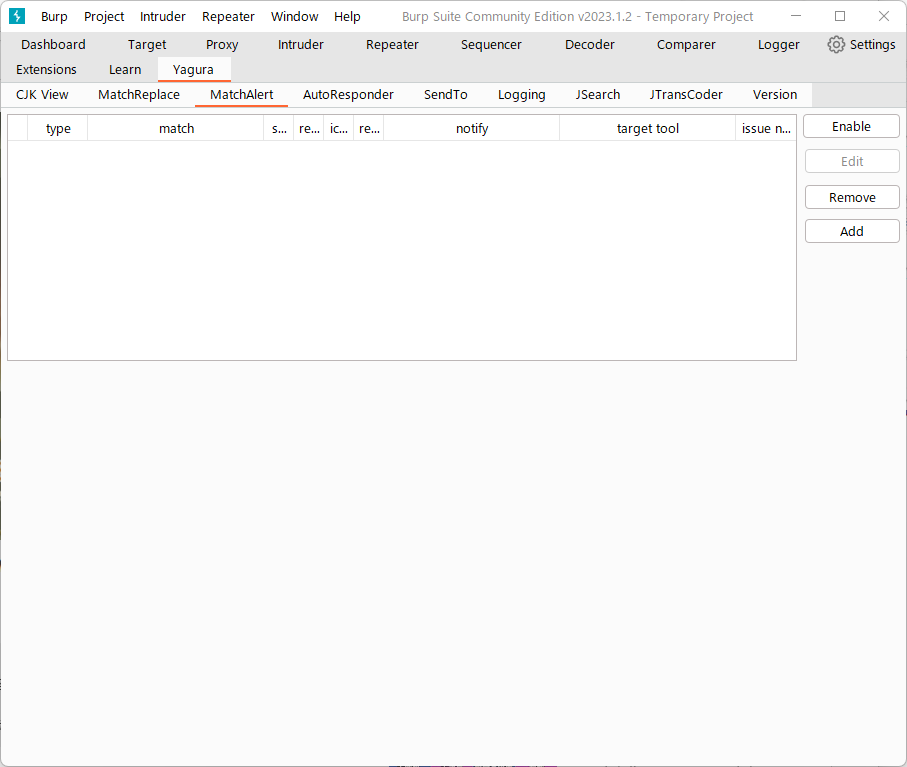 Burp Project Intruder Repeater Window Help Burp Suite Community Edition v2023.1.2 - Temporary Project
Dashboard Target Proxy Intruder Repeater Sequencer Decoder Comparer Logger Settings
Extensions Learn Yagura
CJK View MatchReplace MatchAlert AutoResponder SendTo Logging JSearch JTransCoder Version
type match s... re... ic... re... notify target tool issue n... Enable
Edit
Remove
Add